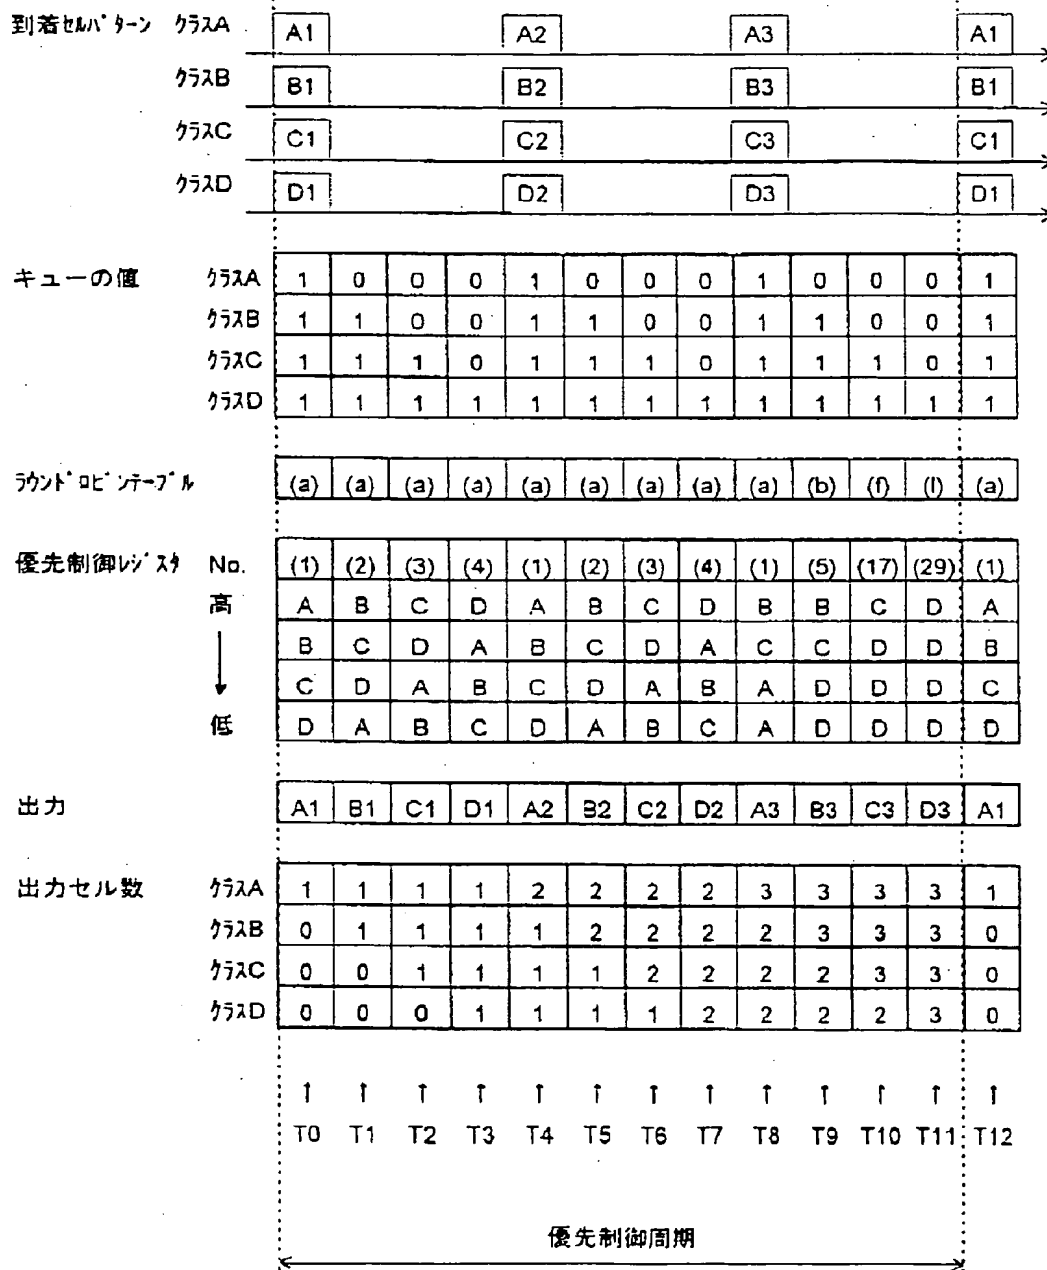 到着ｾﾙﾊﾟﾀｰﾝ ｸﾗｽA A1 A2 A3 A1
ｸﾗｽB B1 B2 B3 B1
ｸﾗｽC C1 C2 C3 C1
ｸﾗｽD D1 D2 D3 D1
キューの値 ｸﾗｽA 1 0 0 0 1 0 0 0 1 0 0 0 1
ｸﾗｽB 1 1 0 0 1 1 0 0 1 1 0 0 1
ｸﾗｽC 1 1 1 0 1 1 1 0 1 1 1 0 1
ｸﾗｽD 1 1 1 1 1 1 1 1 1 1 1 1 1
ﾗｳﾝﾄﾞﾛﾋﾞﾝﾃｰﾌﾞﾙ (a) (a) (a) (a) (a) (a) (a) (a) (a) (b) (f) (l) (a)
優先制御ﾚｼﾞｽﾀ No. (1) (2) (3) (4) (1) (2) (3) (4) (1) (5) (17) (29) (1)
高 A B C D A B C D B B C D A
B C D A B C D A C C D D B
C D A B C D A B A D D D C
低 D A B C D A B C A D D D D
出力 A1 B1 C1 D1 A2 B2 C2 D2 A3 B3 C3 D3 A1
出力セル数 ｸﾗｽA 1 1 1 1 2 2 2 2 3 3 3 3 1
ｸﾗｽB 0 1 1 1 1 2 2 2 2 3 3 3 0
ｸﾗｽC 0 0 1 1 1 1 2 2 2 2 3 3 0
ｸﾗｽD 0 0 0 1 1 1 1 2 2 2 2 3 0
↑ ↑ ↑ ↑ ↑ ↑ ↑ ↑ ↑ ↑ ↑ ↑ ↑
T0 T1 T2 T3 T4 T5 T6 T7 T8 T9 T10 T11 T12
優先制御周期